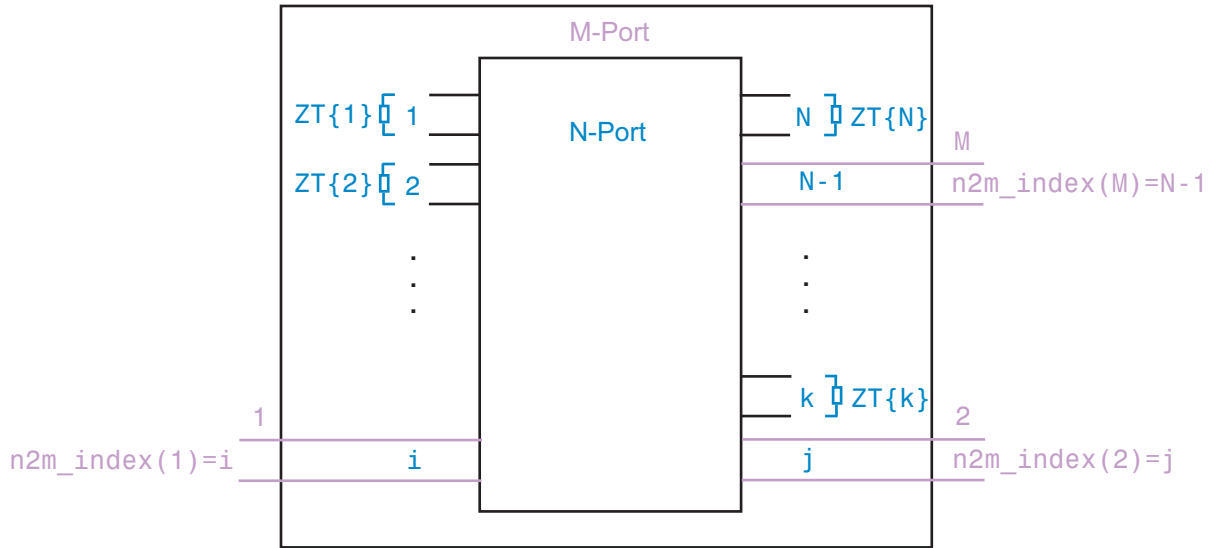 M-Port
ZT{1} 1
N ZT{N}
N-Port
M
ZT{2} 2
N-1
n2m_index(M)=N-1
.
.
.
.
.
.
k ZT{k}
1
2
n2m_index(1)=i
i
j
n2m_index(2)=j